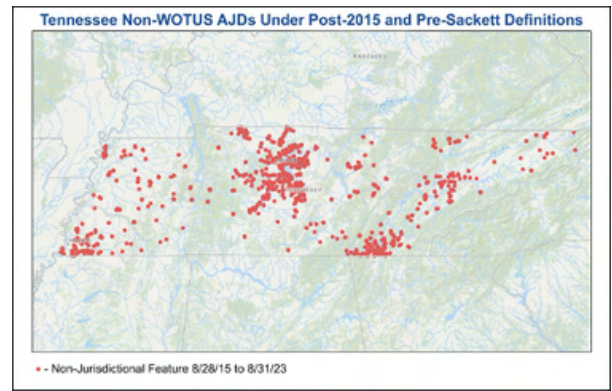 Tennessee Non-WOTUS AJDs Under Post-2015 and Pre-Sackett Definitions
Kentucky
• - Non-Jurisdictional Feature 8/28/15 to 8/31/23